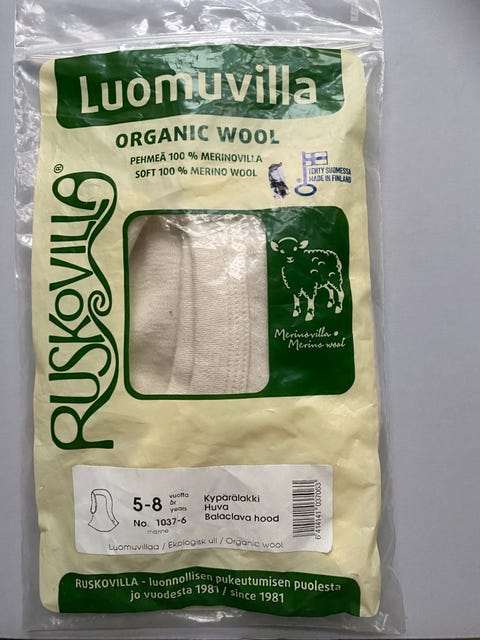 Luomuvilla
ORGANIC WOOL
PEHMEÄ 100 % MERINOVILLA
SOFT 100 % MERINO WOOL
TEHTY SUOMESSA
MADE IN FINLAND
RUSKOVILLA®
Merinovilla •
Merino wool
5-8 vuotta år years
No. 1037-6
Kypärälakki
Huva
Balaclava hood
Luomuvillaa / Ekologisk ull / Organic wool
RUSKOVILLA - luonnollisen pukeutumisen puolesta
jo vuodesta 1981 / since 1981